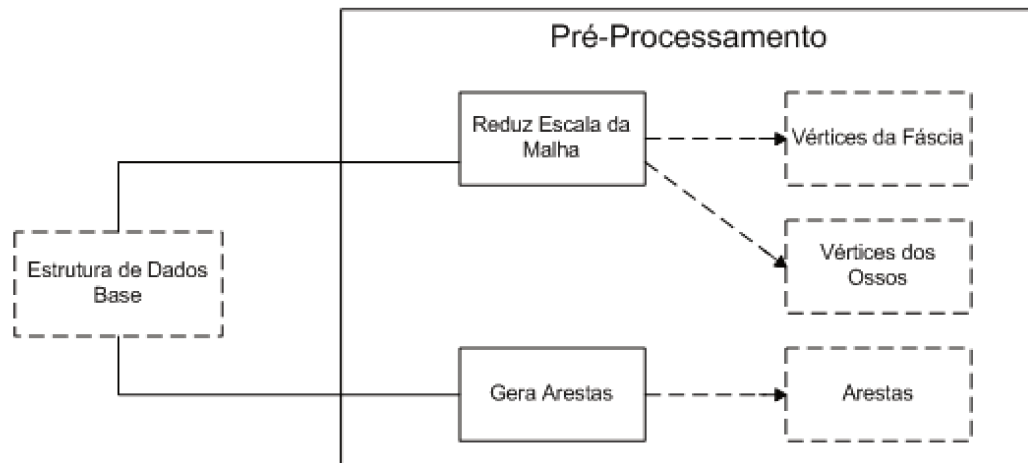 Pré-Processamento
Reduz Escala da
Malha
Vértices da Fáscia
Vértices dos
Ossos
Estrutura de Dados
Base
Gera Arestas
Arestas